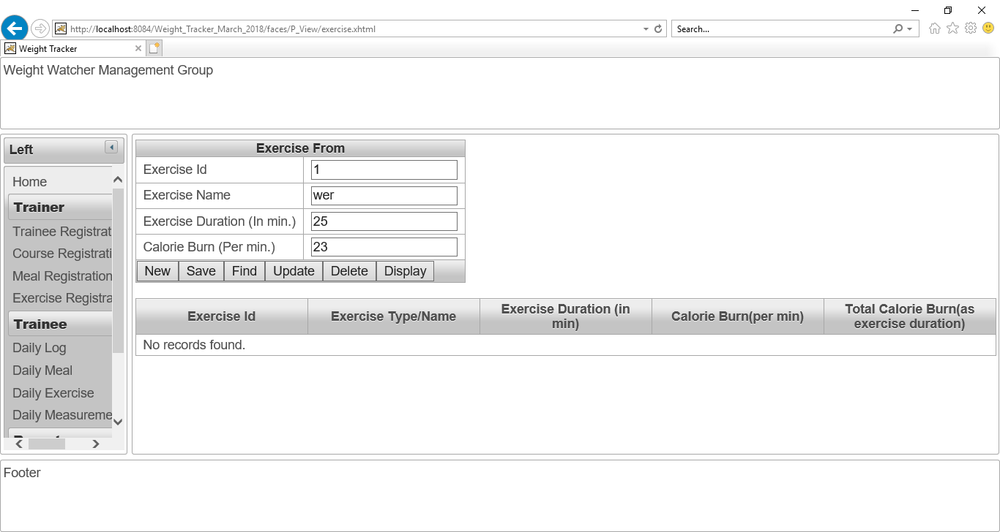 http://localhost:8084/Weight_Tracker_March_2018/faces/P_View/exercise.xhtml
Search...
Weight Tracker
Weight Watcher Management Group
Left
Home
Trainer
Trainee Registrat
Course Registrati
Meal Registration
Exercise Registra
Trainee
Daily Log
Daily Meal
Daily Exercise
Daily Measureme
Exercise From
Exercise Id 1
Exercise Name wer
Exercise Duration (In min.) 25
Calorie Burn (Per min.) 23
New Save Find Update Delete Display
Exercise Id Exercise Type/Name Exercise Duration (in min) Calorie Burn(per min) Total Calorie Burn(as exercise duration)
No records found.
Footer